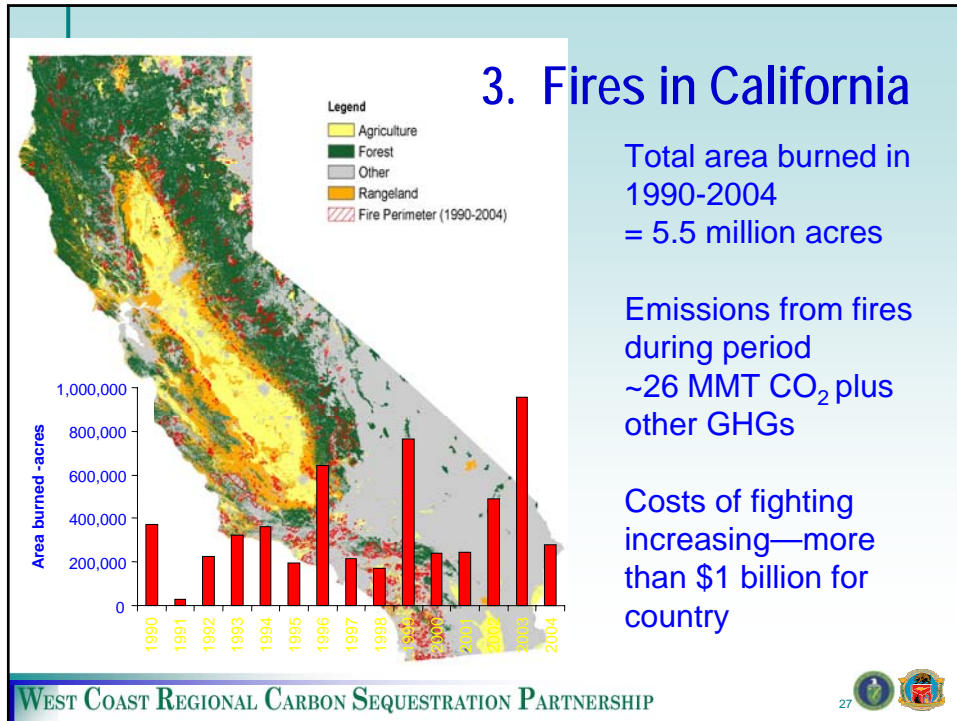 3. Fires in California
Legend
Agriculture
Forest
Other
Rangeland
Fire Perimeter (1990-2004)
Total area burned in
1990-2004
= 5.5 million acres
Emissions from fires
during period
~26 MMT CO₂ plus
other GHGs
Costs of fighting
increasing—more
than $1 billion for
country
Area burned -acres
1,000,000
800,000
600,000
400,000
200,000
0
1990
1991
1992
1993
1994
1995
1996
1997
1998
1999
2000
2001
2002
2003
2004
WEST COAST REGIONAL CARBON SEQUESTRATION PARTNERSHIP
27